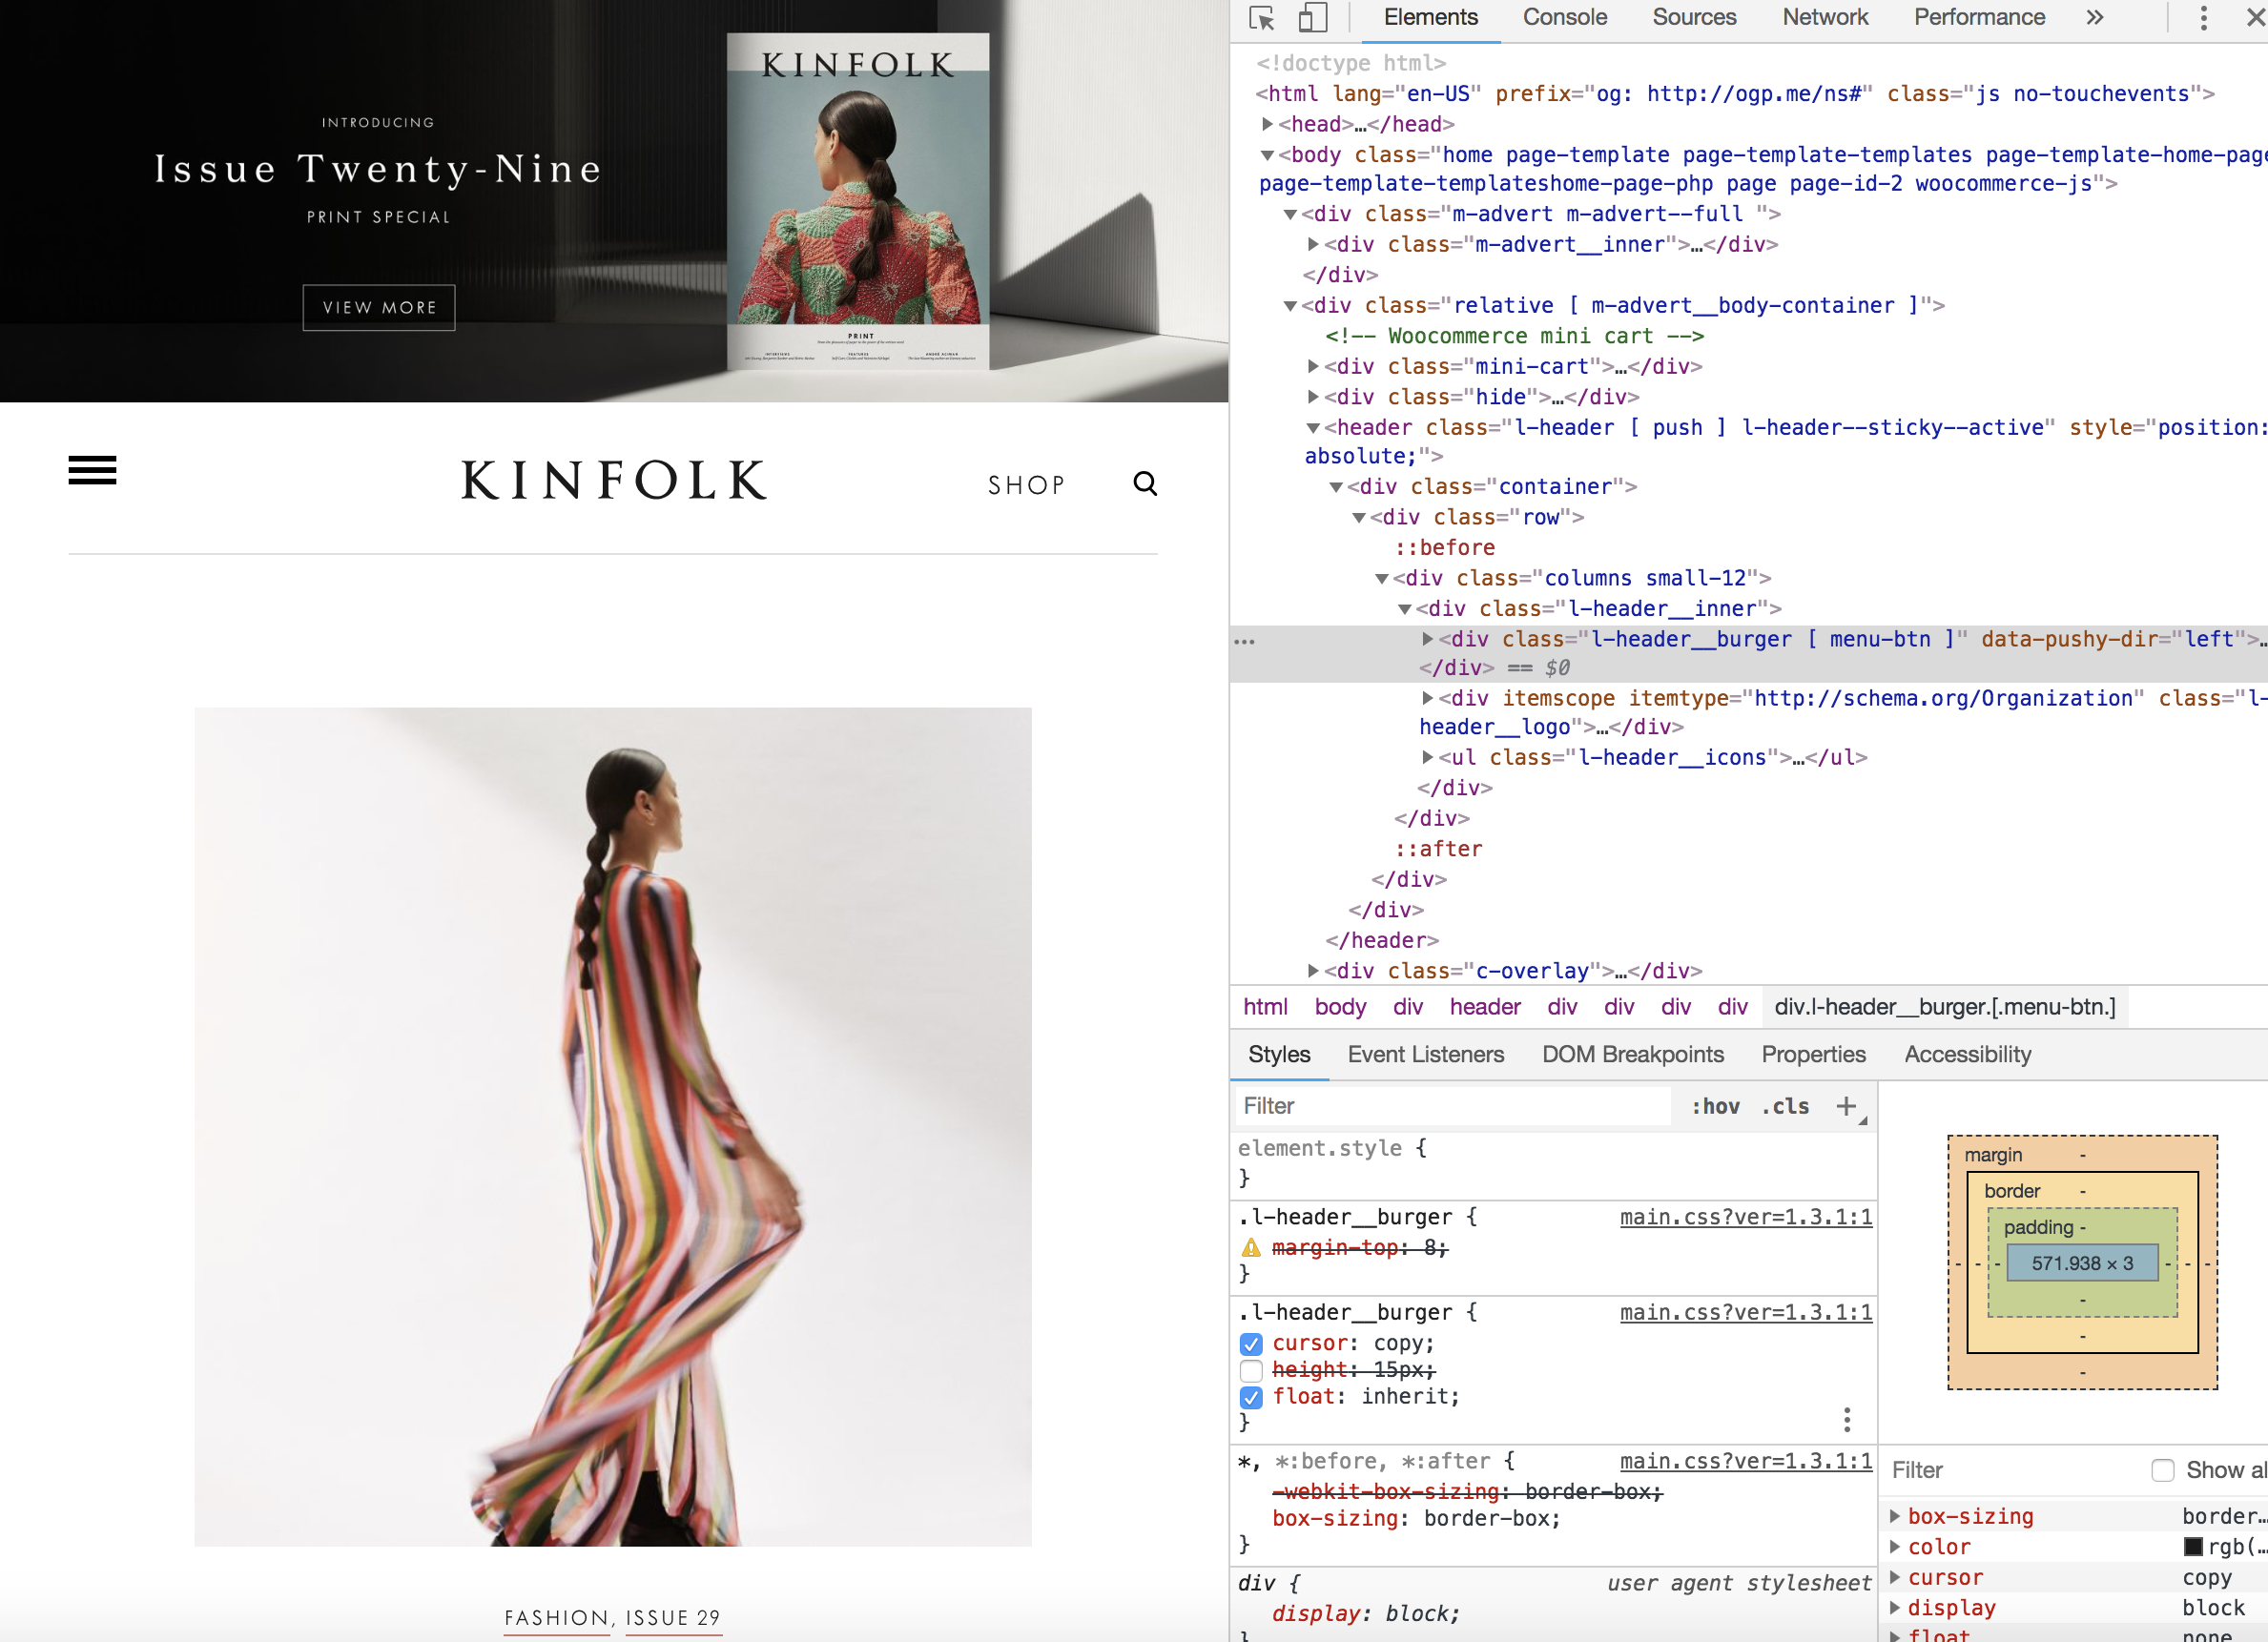 KINFOLK
INTRODUCING
Issue Twenty-Nine
PRINT SPECIAL
VIEW MORE
PRINT
INTERVIEWS
FEATURES
KINFOLK
SHOP
FASHION, ISSUE 29
Elements Console Sources Network Performance »
<!doctype html>
<html lang="en-US" prefix="og: http://ogp.me/ns#" class="js no-touchevents">
<head>…</head>
<body class="home page-template page-template-templates page-template-home-page
page-template-templateshome-page-php page page-id-2 woocommerce-js">
<div class="m-advert m-advert--full ">
<div class="m-advert__inner">…</div>
</div>
<div class="relative [ m-advert__body-container ]">
<!-- Woocommerce mini cart -->
<div class="mini-cart">…</div>
<div class="hide">…</div>
<header class="l-header [ push ] l-header--sticky--active" style="position:
absolute;">
<div class="container">
<div class="row">
::before
<div class="columns small-12">
<div class="l-header__inner">
… <div class="l-header__burger [ menu-btn ]" data-pushy-dir="left">…
</div> == $0
<div itemscope itemtype="http://schema.org/Organization" class="l-
header__logo">…</div>
<ul class="l-header__icons">…</ul>
</div>
</div>
::after
</div>
</div>
</header>
<div class="c-overlay">…</div>
html body div header div div div div div.l-header__burger.[.menu-btn.]
Styles Event Listeners DOM Breakpoints Properties Accessibility
Filter :hov .cls +
element.style {
}
.l-header__burger { main.css?ver=1.3.1:1
margin-top: 8;
}
.l-header__burger { main.css?ver=1.3.1:1
cursor: copy;
height: 15px;
float: inherit;
}
*, *:before, *:after { main.css?ver=1.3.1:1
-webkit-box-sizing: border-box;
box-sizing: border-box;
}
div { user agent stylesheet
display: block;
}
margin -
border -
padding -
- - - 571.938 × 3 - - -
-
-
-
Filter Show al
box-sizing border…
color rgb(…
cursor copy
display block
float none